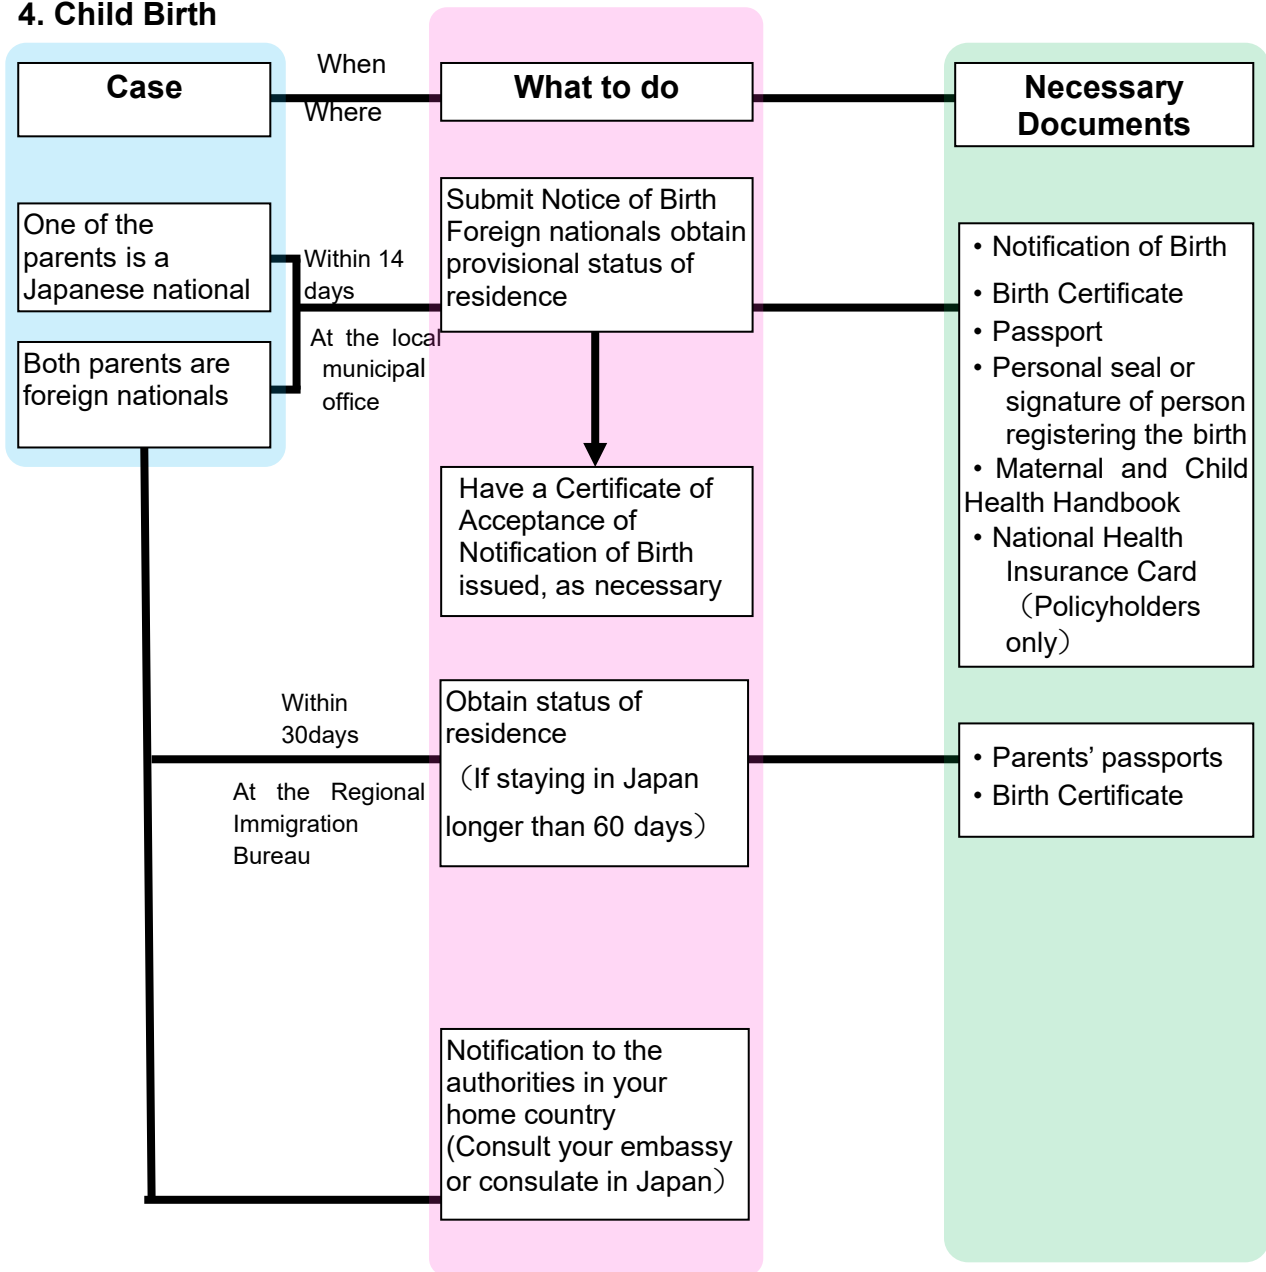 4. Child Birth
Case
When
Where
What to do
Necessary
Documents
One of the
parents is a
Japanese national
Both parents are
foreign nationals
Within 14
days
At the local
municipal
office
Submit Notice of Birth
Foreign nationals obtain
provisional status of
residence
・Notification of Birth
・Birth Certificate
・Passport
・Personal seal or
signature of person
registering the birth
・Maternal and Child
Health Handbook
・National Health
Insurance Card
（Policyholders
only）
Have a Certificate of
Acceptance of
Notification of Birth
issued, as necessary
Within
30days
At the Regional
Immigration
Bureau
Obtain status of
residence
（If staying in Japan
longer than 60 days）
・Parents’ passports
・Birth Certificate
Notification to the
authorities in your
home country
(Consult your embassy
or consulate in Japan）